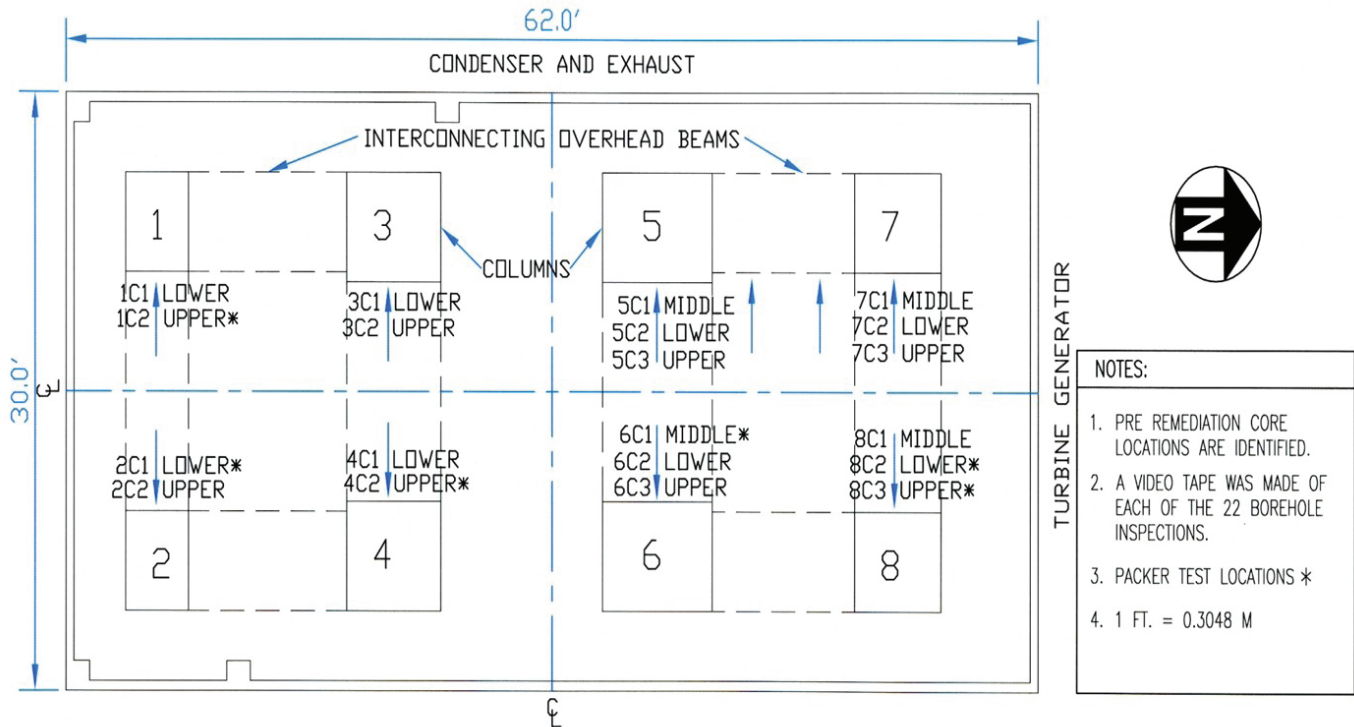 62.0'
CONDENSER AND EXHAUST
INTERCONNECTING OVERHEAD BEAMS
1
3
5
7
COLUMNS
1C1 LOWER
1C2 UPPER*
3C1 LOWER
3C2 UPPER
5C1 MIDDLE
5C2 LOWER
5C3 UPPER
7C1 MIDDLE
7C2 LOWER
7C3 UPPER
30.0'
℄
2C1 LOWER*
2C2 UPPER
4C1 LOWER
4C2 UPPER*
6C1 MIDDLE*
6C2 LOWER
6C3 UPPER
8C1 MIDDLE
8C2 LOWER*
8C3 UPPER*
2
4
6
8
℄
TURBINE GENERATOR
N
NOTES:
1. PRE REMEDIATION CORE
LOCATIONS ARE IDENTIFIED.
2. A VIDEO TAPE WAS MADE OF
EACH OF THE 22 BOREHOLE
INSPECTIONS.
3. PACKER TEST LOCATIONS *
4. 1 FT. = 0.3048 M